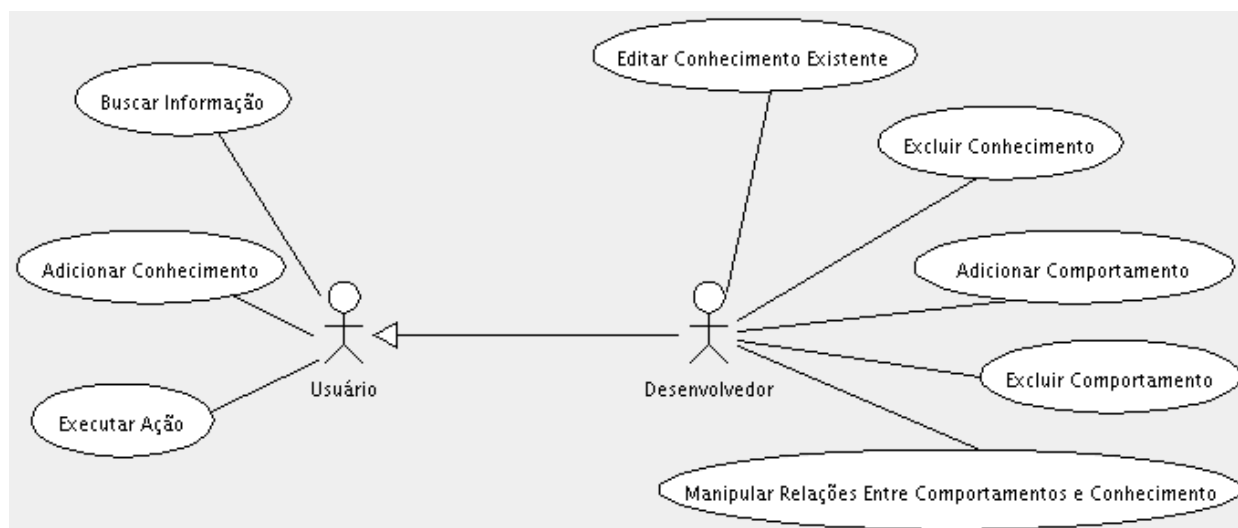 Editar Conhecimento Existente
Buscar Informação
Excluir Conhecimento
Adicionar Conhecimento
Adicionar Comportamento
Usuário
Desenvolvedor
Excluir Comportamento
Executar Ação
Manipular Relações Entre Comportamentos e Conhecimento